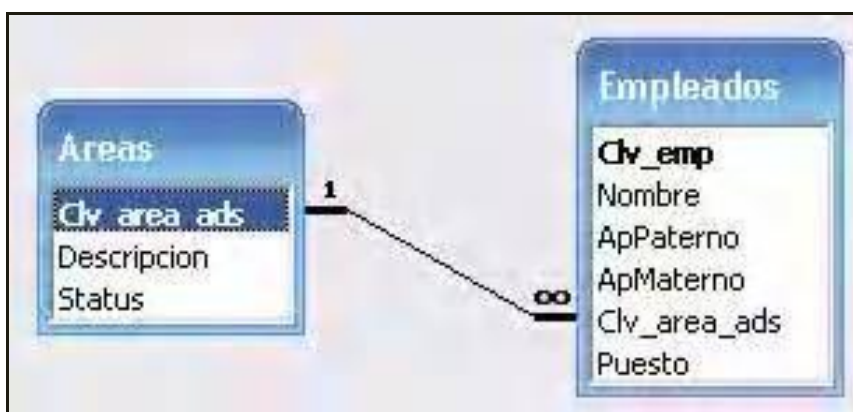 Areas
Clv_area_ads
Descripcion
Status
1
∞
Empleados
Clv_emp
Nombre
ApPaterno
ApMaterno
Clv_area_ads
Puesto